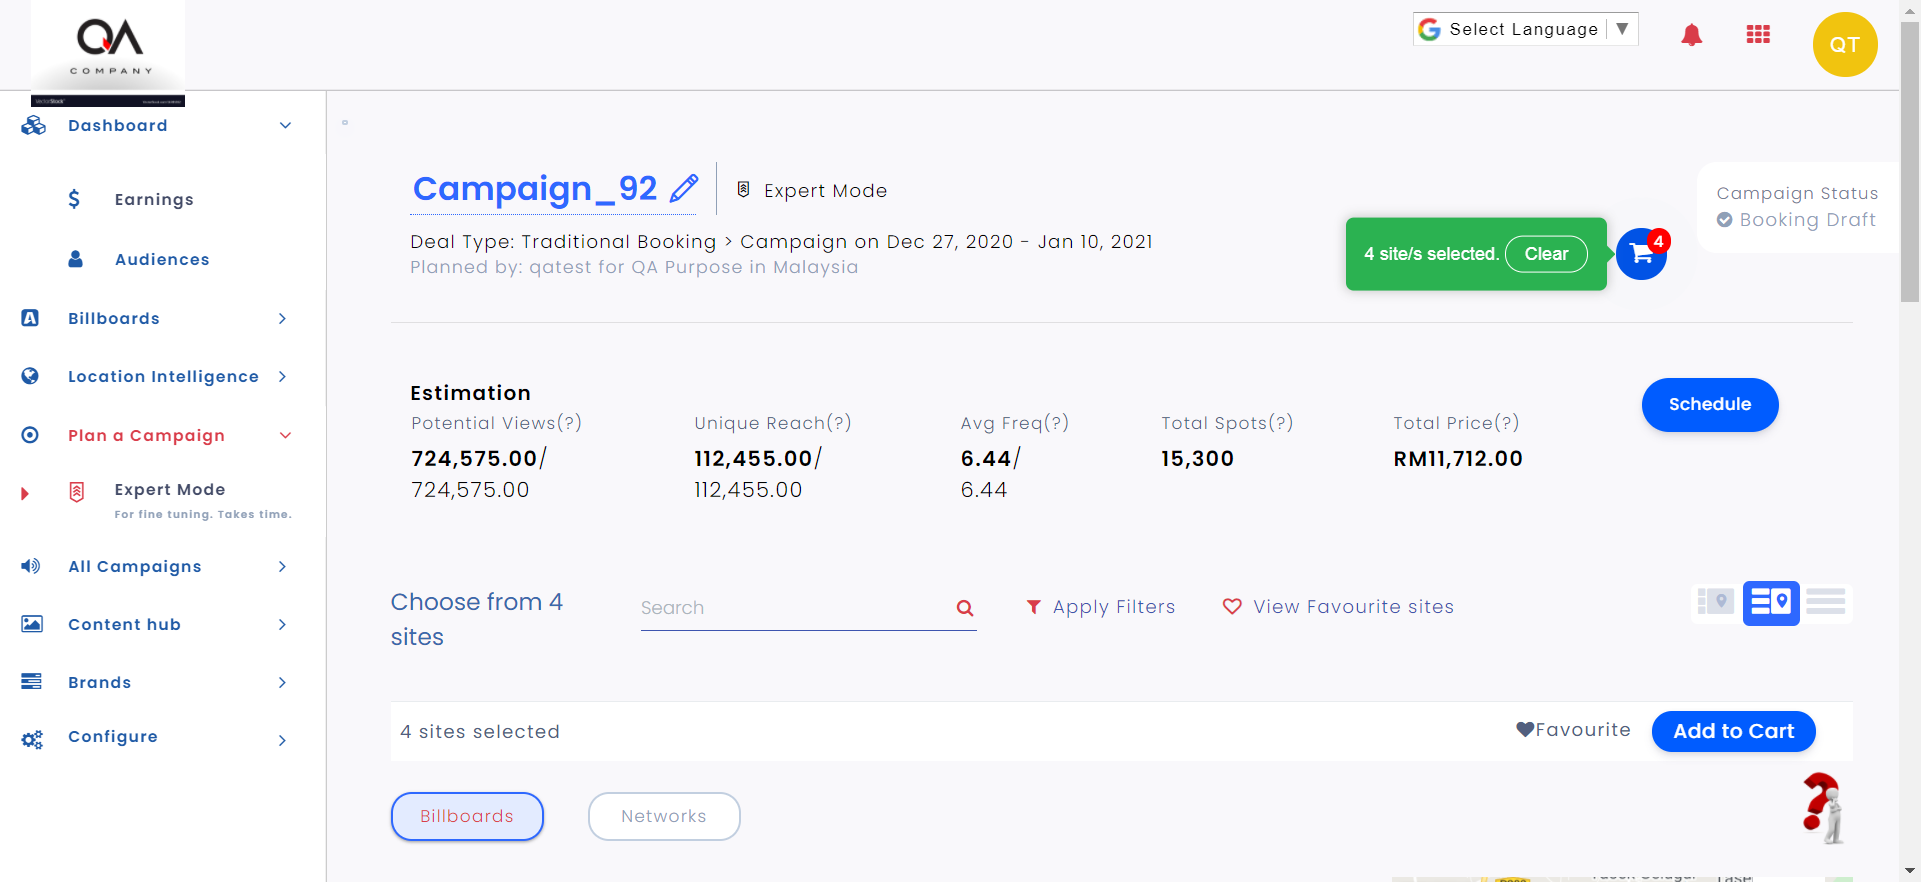 QA
COMPANY
Select Language ▼
QT
Dashboard
Earnings
Audiences
Billboards
Location Intelligence
Plan a Campaign
Expert Mode
For fine tuning. Takes time.
All Campaigns
Content hub
Brands
Configure
Campaign_92
Expert Mode
Deal Type: Traditional Booking > Campaign on Dec 27, 2020 - Jan 10, 2021
Planned by: qatest for QA Purpose in Malaysia
4 site/s selected. Clear
4
Campaign Status
Booking Draft
Estimation
Potential Views(?) Unique Reach(?) Avg Freq(?) Total Spots(?) Total Price(?)
724,575.00/ 112,455.00/ 6.44/ 15,300 RM11,712.00
724,575.00 112,455.00 6.44
Schedule
Choose from 4
sites
Search
Apply Filters
View Favourite sites
4 sites selected
Favourite
Add to Cart
Billboards
Networks